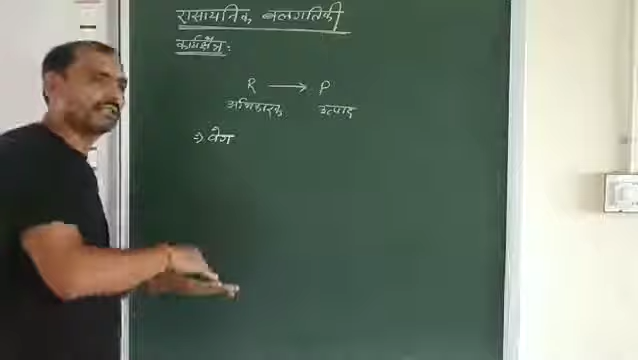 रासायनिक बलगतिकी
कार्यक्षेत्र:
R ⟶ P
अभिकारक उत्पाद
⇒ वेग